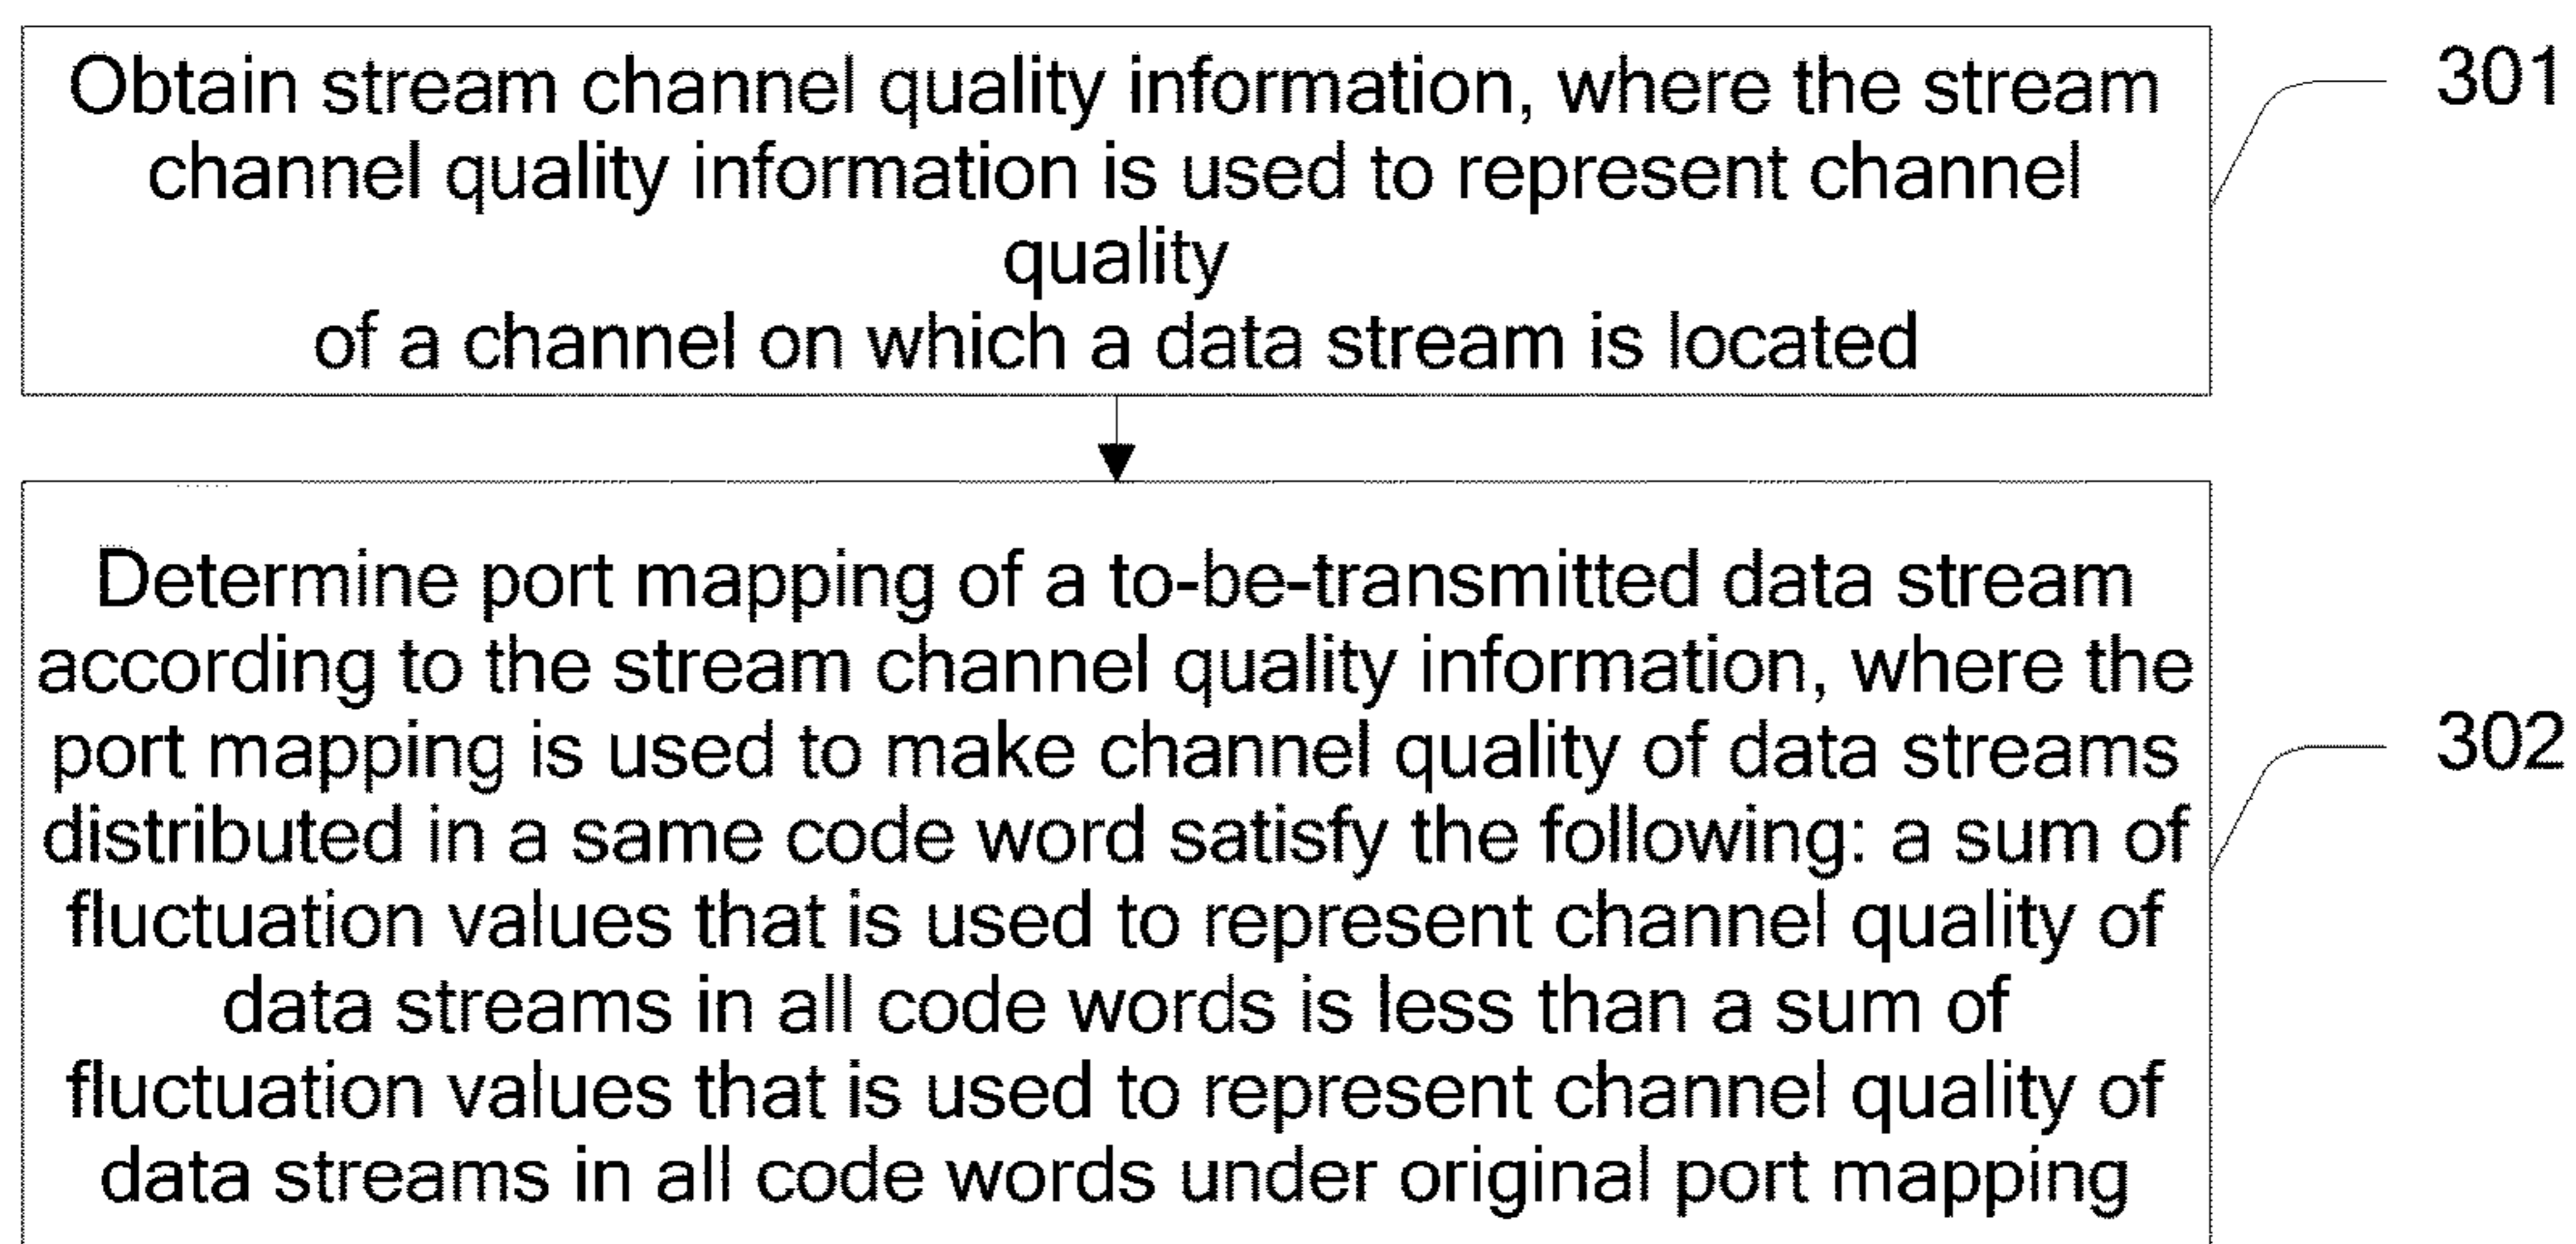 Obtain stream channel quality information, where the stream
channel quality information is used to represent channel
quality
of a channel on which a data stream is located
301
Determine port mapping of a to-be-transmitted data stream
according to the stream channel quality information, where the
port mapping is used to make channel quality of data streams
distributed in a same code word satisfy the following: a sum of
fluctuation values that is used to represent channel quality of
data streams in all code words is less than a sum of
fluctuation values that is used to represent channel quality of
data streams in all code words under original port mapping
302